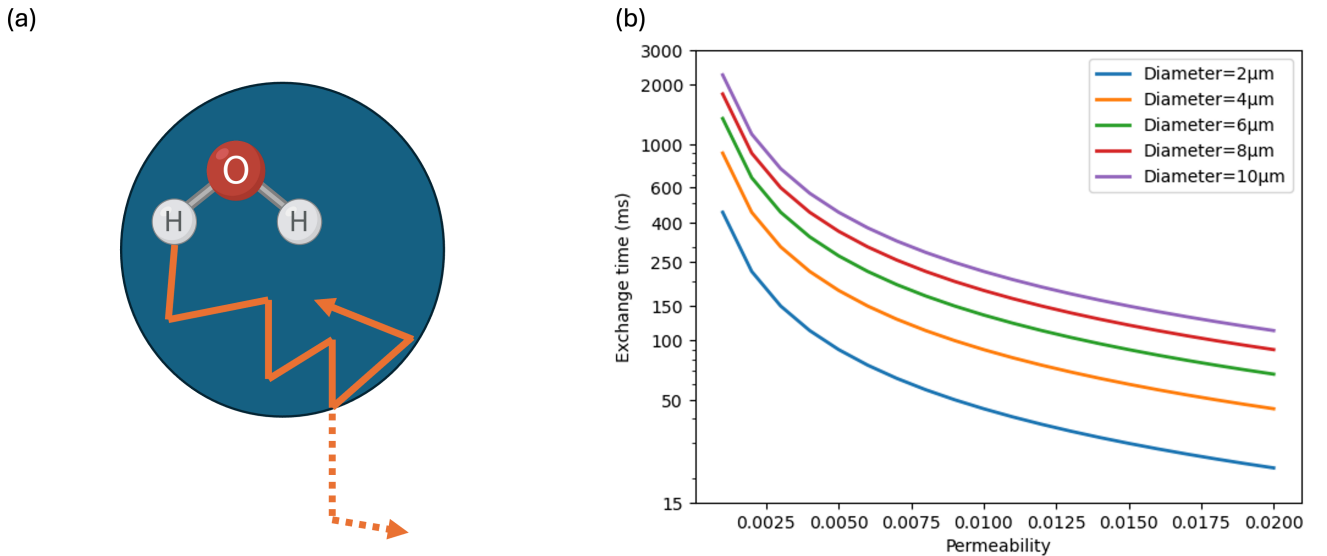 (a)
O
H
H
(b)
3000
2000
1000
600
400
250
150
100
50
15
Exchange time (ms)
Diameter=2µm
Diameter=4µm
Diameter=6µm
Diameter=8µm
Diameter=10µm
0.0025
0.0050
0.0075
0.0100
0.0125
0.0150
0.0175
0.0200
Permeability